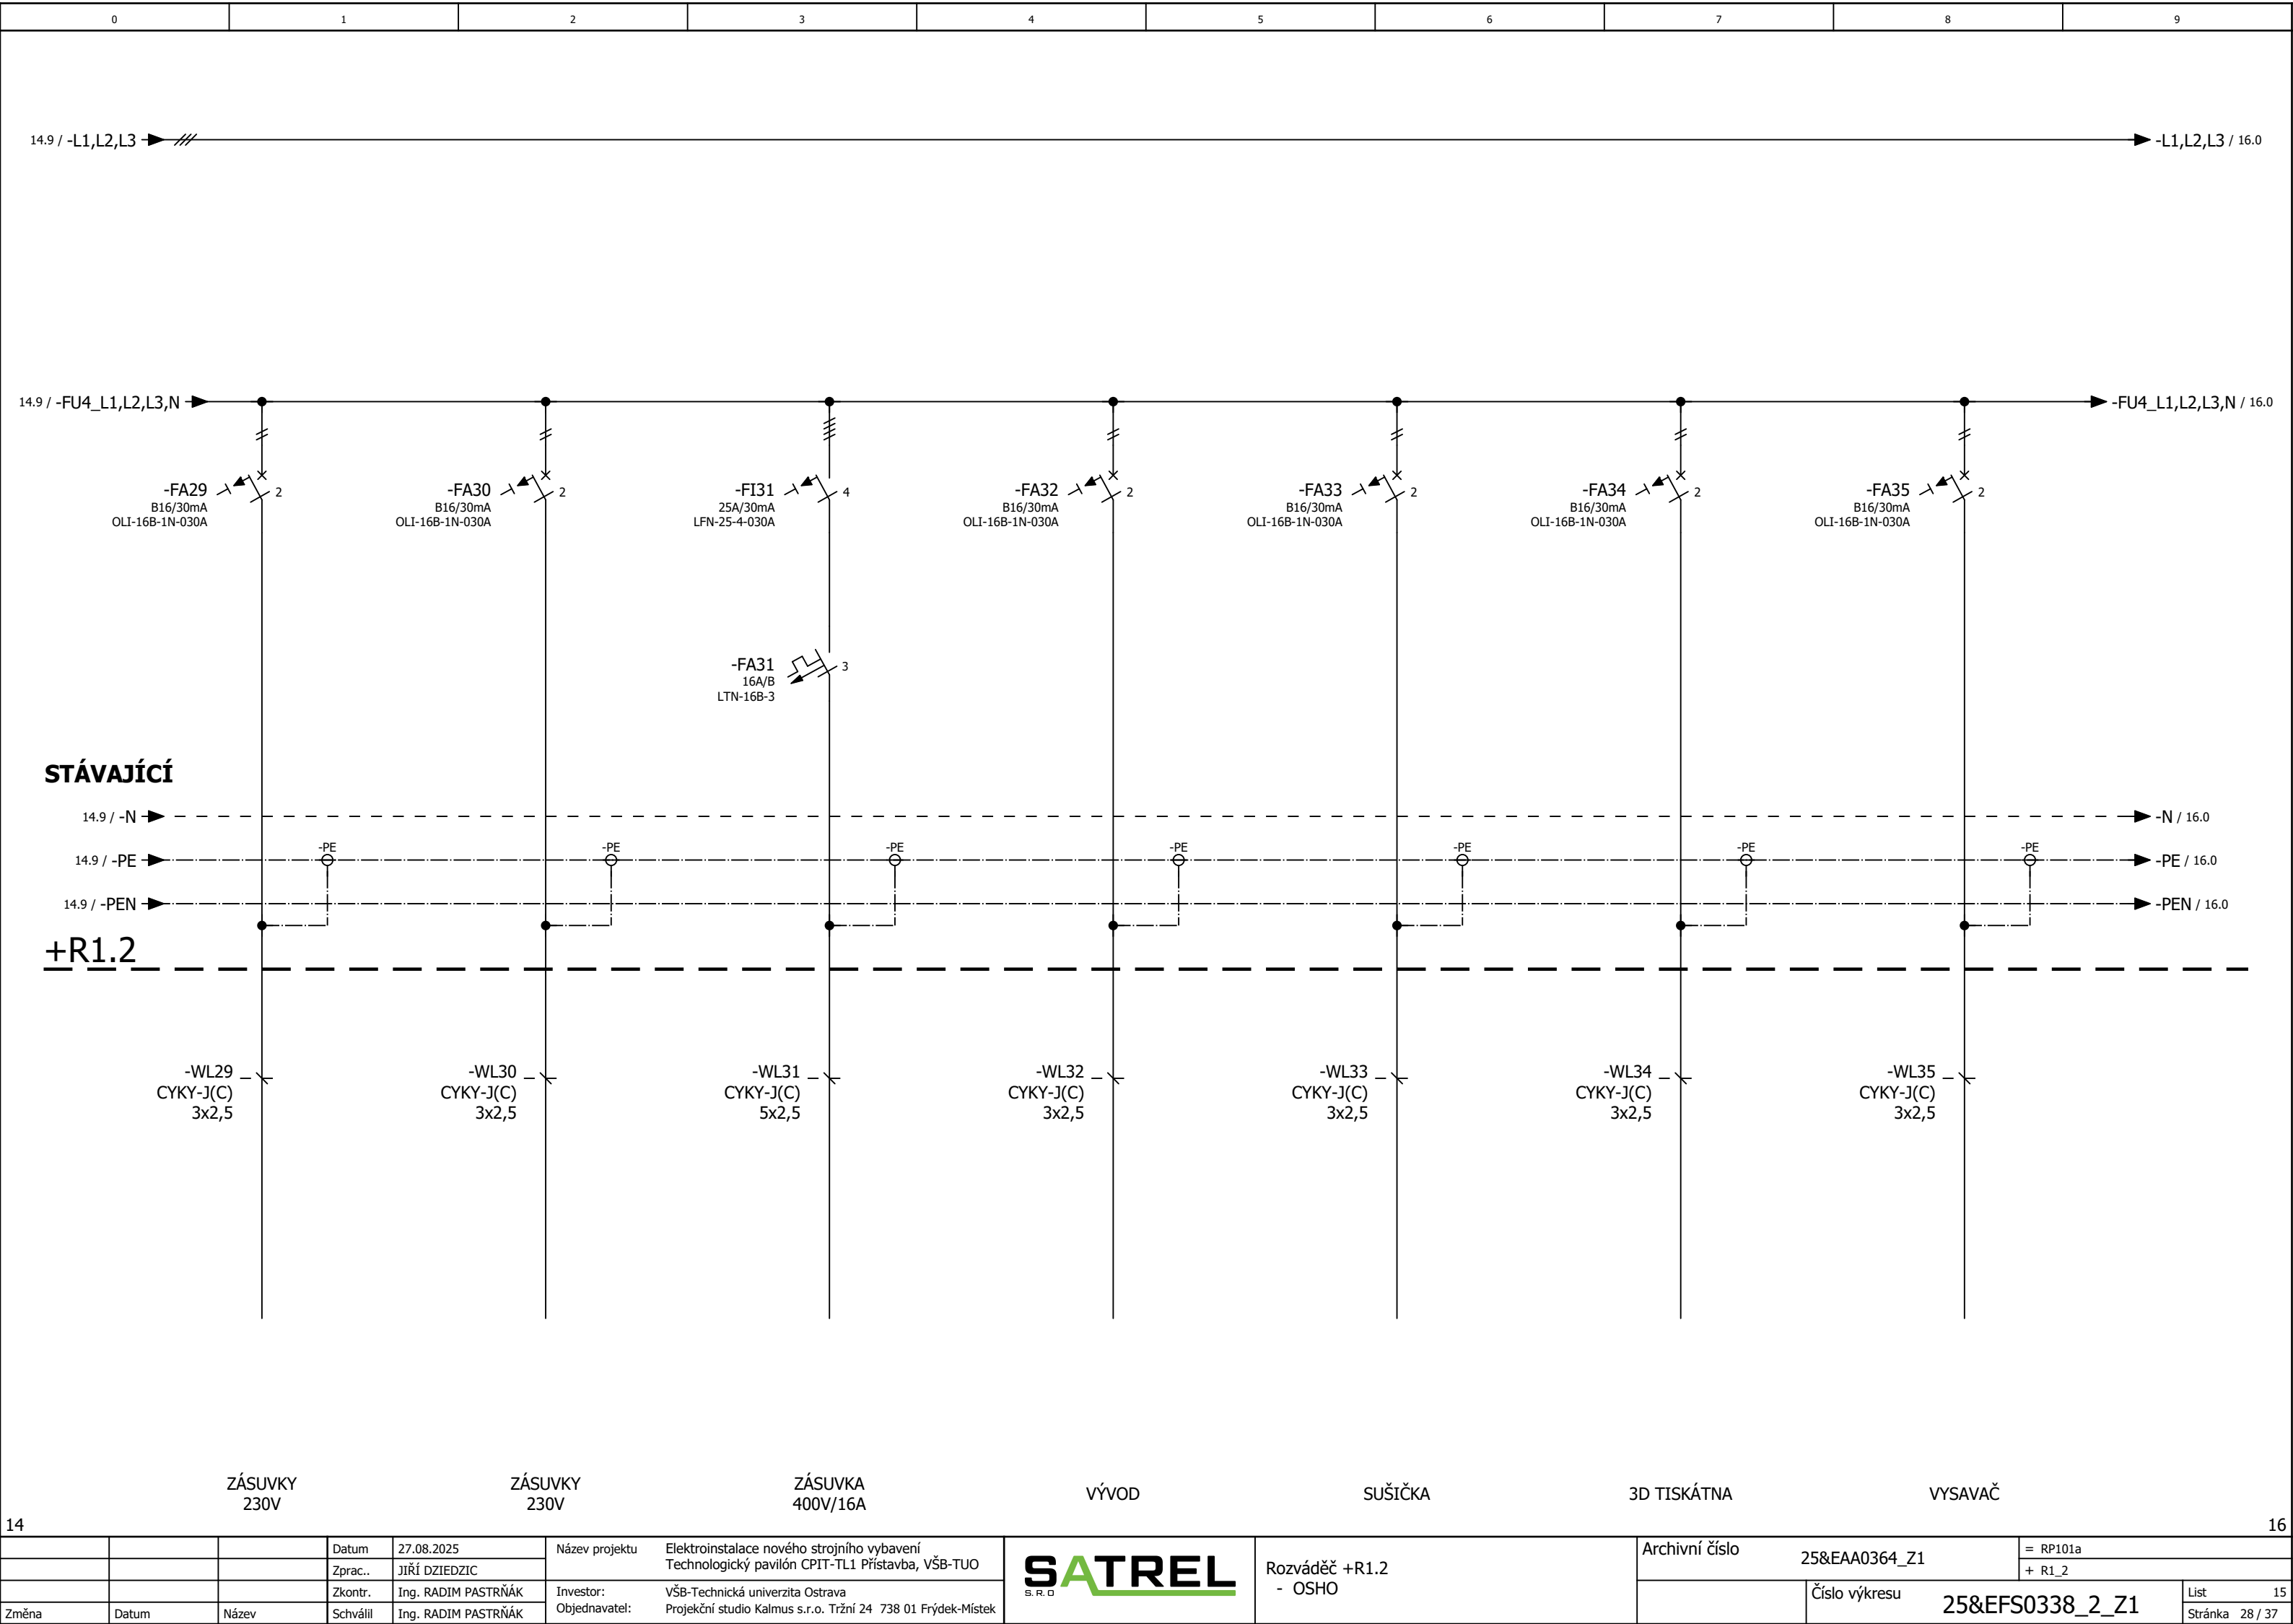 0 1 2 3 4 5 6 7 8 9
14.9 / -L1,L2,L3
-L1,L2,L3 / 16.0
14.9 / -FU4_L1,L2,L3,N
-FU4_L1,L2,L3,N / 16.0
-FA29
B16/30mA
OLI-16B-1N-030A
2
-FA30
B16/30mA
OLI-16B-1N-030A
2
-FI31
25A/30mA
LFN-25-4-030A
4
-FA32
B16/30mA
OLI-16B-1N-030A
2
-FA33
B16/30mA
OLI-16B-1N-030A
2
-FA34
B16/30mA
OLI-16B-1N-030A
2
-FA35
B16/30mA
OLI-16B-1N-030A
2
-FA31
16A/B
LTN-16B-3
3
STÁVAJÍCÍ
14.9 / -N
-N / 16.0
14.9 / -PE
-PE -PE -PE -PE -PE -PE -PE
-PE / 16.0
14.9 / -PEN
-PEN / 16.0
+R1.2
-WL29
CYKY-J(C)
3x2,5
-WL30
CYKY-J(C)
3x2,5
-WL31
CYKY-J(C)
5x2,5
-WL32
CYKY-J(C)
3x2,5
-WL33
CYKY-J(C)
3x2,5
-WL34
CYKY-J(C)
3x2,5
-WL35
CYKY-J(C)
3x2,5
ZÁSUVKY
230V
ZÁSUVKY
230V
ZÁSUVKA
400V/16A
VÝVOD
SUŠIČKA
3D TISKÁTNA
VYSAVAČ
14
16
Změna
Datum
Název
Datum 27.08.2025
Zprac.. JIŘÍ DZIEDZIC
Zkontr. Ing. RADIM PASTRŇÁK
Schválil Ing. RADIM PASTRŇÁK
Název projektu Elektroinstalace nového strojního vybavení
Technologický pavilón CPIT-TL1 Přístavba, VŠB-TUO
Investor: VŠB-Technická univerzita Ostrava
Objednavatel: Projekční studio Kalmus s.r.o. Tržní 24 738 01 Frýdek-Místek
SATREL
S.R.O
Rozváděč +R1.2
- OSHO
Archivní číslo 25&EAA0364_Z1
= RP101a
+ R1_2
Číslo výkresu 25&EFS0338_2_Z1
List 15
Stránka 28 / 37